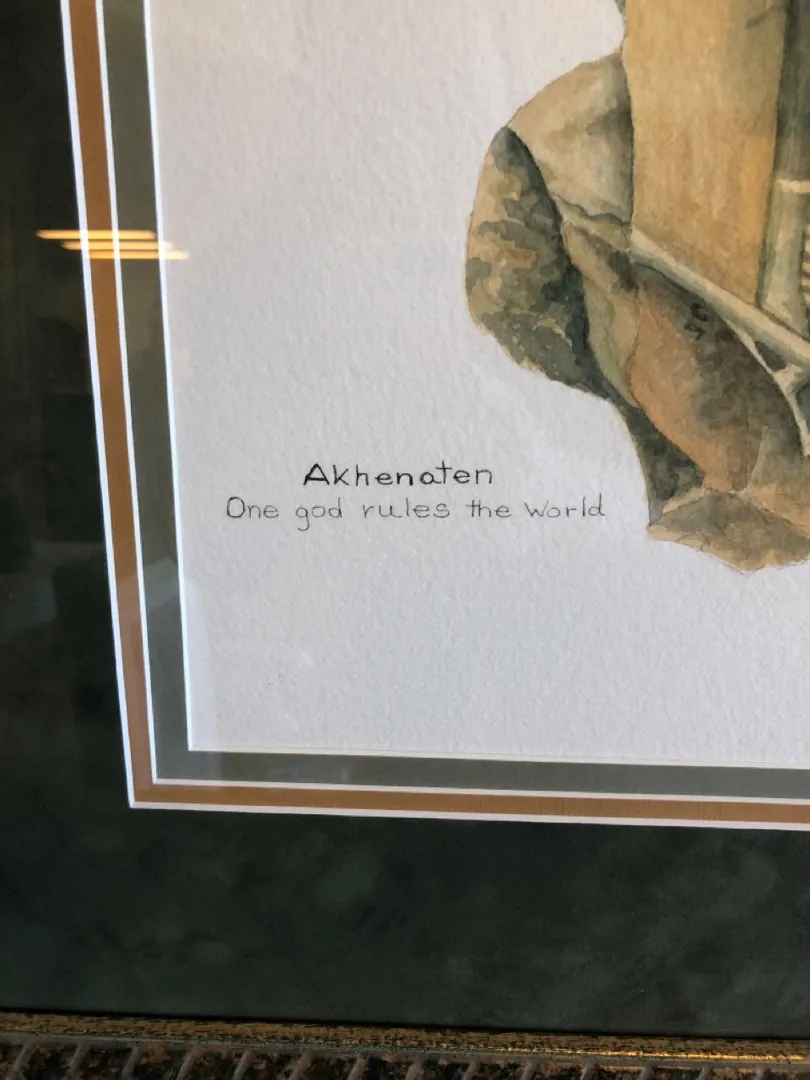 Akhenaten
One god rules the world